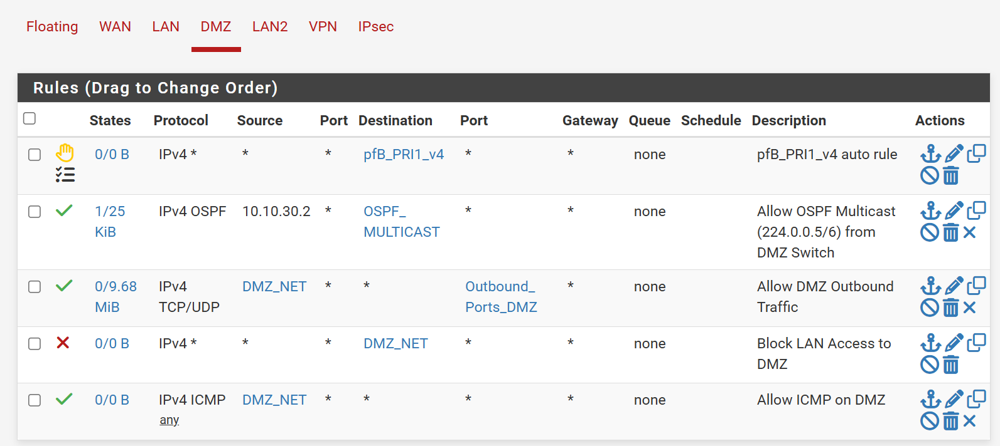 Floating WAN LAN DMZ LAN2 VPN IPsec
Rules (Drag to Change Order)
States Protocol Source Port Destination Port Gateway Queue Schedule Description Actions
0/0 B IPv4 * * * pfB_PRI1_v4 * * none pfB_PRI1_v4 auto rule
1/25 IPv4 OSPF 10.10.30.2 * OSPF_ * * none Allow OSPF Multicast
KiB MULTICAST (224.0.0.5/6) from
DMZ Switch
0/9.68 IPv4 DMZ_NET * * Outbound_ * none Allow DMZ Outbound
MiB TCP/UDP Ports_DMZ Traffic
0/0 B IPv4 * * * DMZ_NET * * none Block LAN Access to
DMZ
0/0 B IPv4 ICMP DMZ_NET * * * * none Allow ICMP on DMZ
any